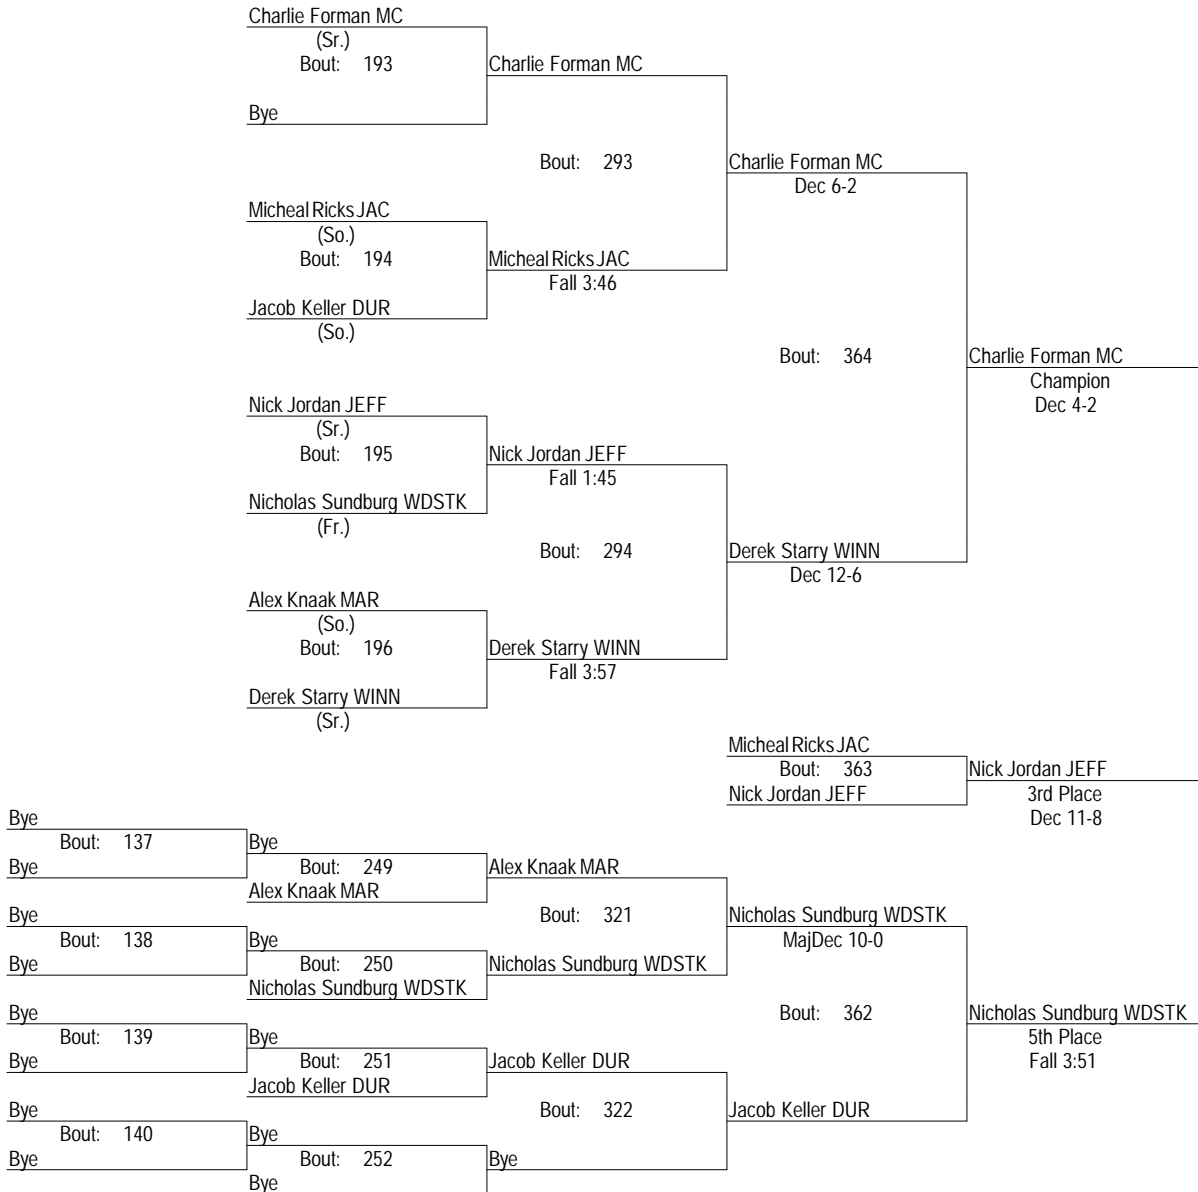 Charlie Forman MC
(Sr.)
Bout: 193
Charlie Forman MC
Bye
Bout: 293
Charlie Forman MC
Dec 6-2
Micheal Ricks JAC
(So.)
Bout: 194
Micheal Ricks JAC
Fall 3:46
Jacob Keller DUR
(So.)
Bout: 364
Charlie Forman MC
Champion
Dec 4-2
Nick Jordan JEFF
(Sr.)
Bout: 195
Nick Jordan JEFF
Fall 1:45
Nicholas Sundburg WDSTK
(Fr.)
Bout: 294
Derek Starry WINN
Dec 12-6
Alex Knaak MAR
(So.)
Bout: 196
Derek Starry WINN
Fall 3:57
Derek Starry WINN
(Sr.)
Micheal Ricks JAC
Bout: 363
Nick Jordan JEFF
Nick Jordan JEFF
3rd Place
Dec 11-8
Bye
Bout: 137
Bye
Bye
Bout: 249
Alex Knaak MAR
Alex Knaak MAR
Bye
Bout: 138
Bye
Bye
Bout: 250
Nicholas Sundburg WDSTK
Nicholas Sundburg WDSTK
Bout: 321
Nicholas Sundburg WDSTK
MajDec 10-0
Bye
Bout: 139
Bye
Bye
Bout: 251
Jacob Keller DUR
Jacob Keller DUR
Bout: 362
Nicholas Sundburg WDSTK
5th Place
Fall 3:51
Bout: 322
Jacob Keller DUR
Bye
Bout: 140
Bye
Bye
Bout: 252
Bye
Bye